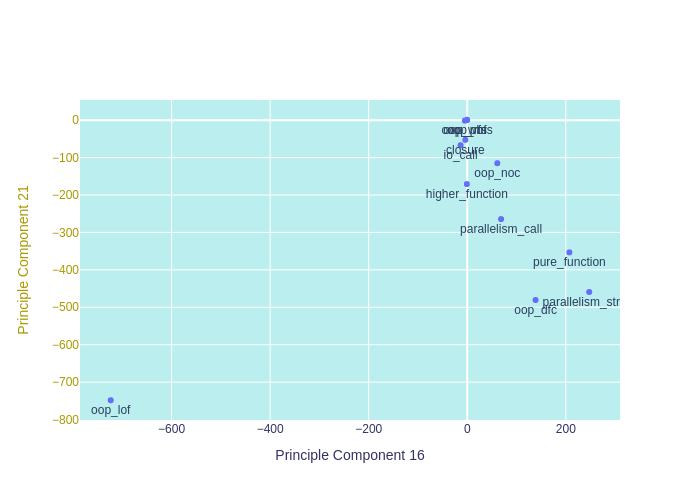 0
closure
io_call
−100
oop_noc
higher_function
−200
parallelism_call
−300
pure_function
−400
parallelism_str
oop_dfc
−500
−600
−700
oop_lof
−800
−600
−400
−200
0
200
Principle Component 16
Principle Component 21